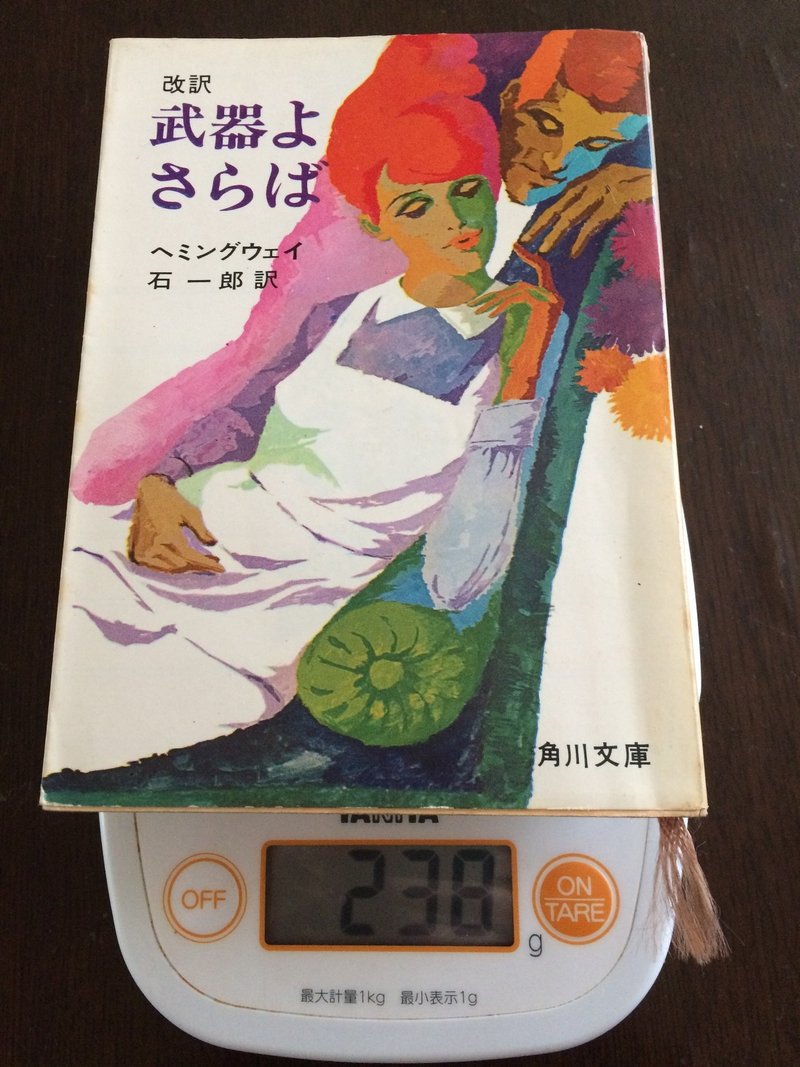 改訳
武器よ
さらば
ヘミングウェイ
石 一郎 訳
角川文庫
TANITA
OFF
238
g
ON
TARE
最大計量1kg 最小表示1g